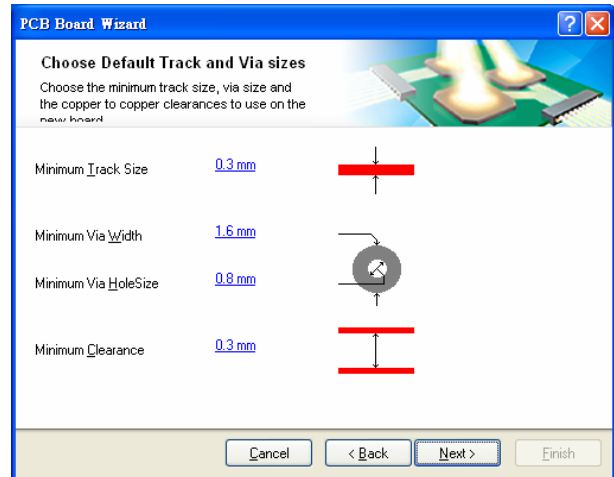 PCB Board Wizard
Choose Default Track and Via sizes
Choose the minimum track size, via size and
the copper to copper clearances to use on the
new board
Minimum Track Size 0.3 mm
Minimum Via Width 1.6 mm
Minimum Via HoleSize 0.8 mm
Minimum Clearance 0.3 mm
Cancel < Back Next > Finish